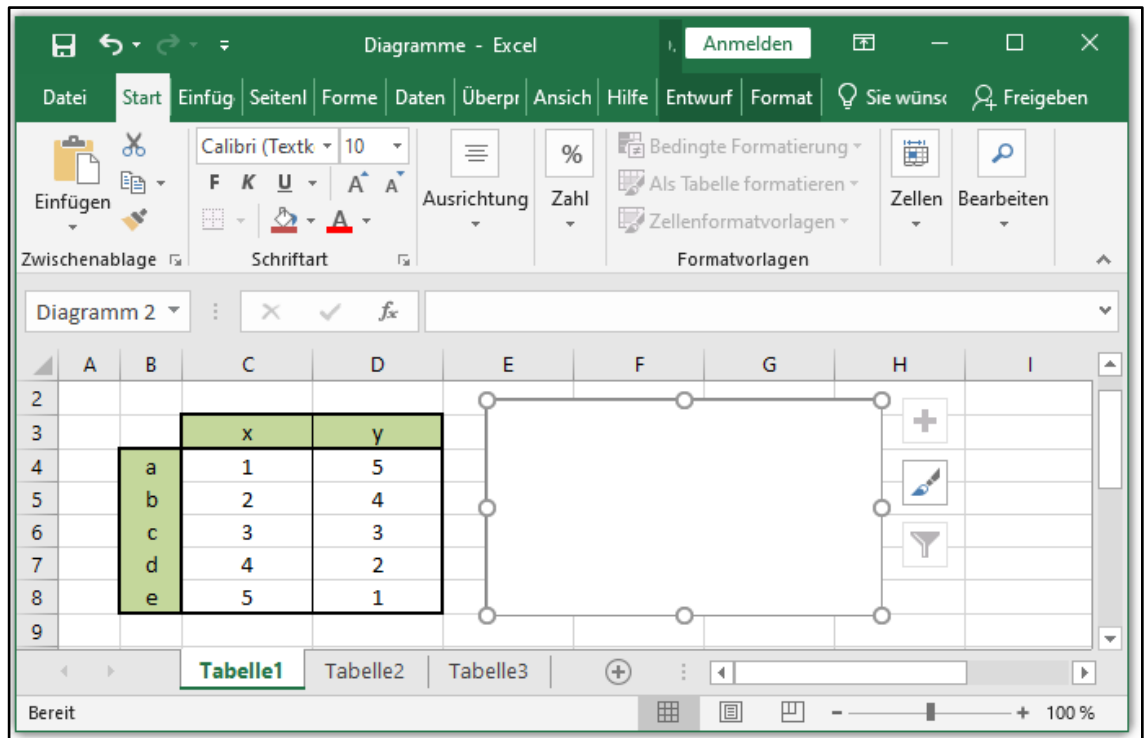 Diagramme - Excel Anmelden
Datei Start Einfüg Seitenl Forme Daten Überpr Ansich Hilfe Entwurf Format Sie wünsc Freigeben
Einfügen
Zwischenablage
Calibri (Textk 10
F K U A A
A
Schriftart
Ausrichtung
%
Zahl
Bedingte Formatierung
Als Tabelle formatieren
Zellenformatvorlagen
Formatvorlagen
Zellen
Bearbeiten
Diagramm 2 fx
A B C D E F G H I
2
3 x y
4 a 1 5
5 b 2 4
6 c 3 3
7 d 4 2
8 e 5 1
9
Tabelle1 Tabelle2 Tabelle3
Bereit - + 100 %